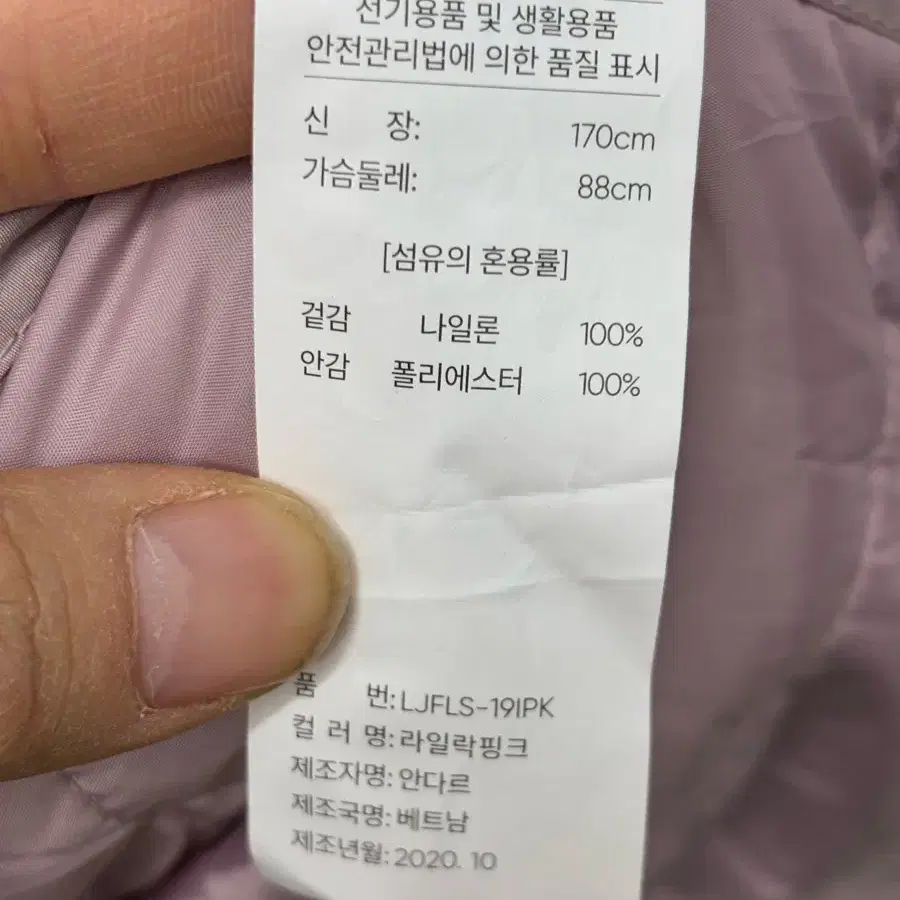 전기용품 및 생활용품
안전관리법에 의한 품질 표시
신 장: 170cm
가슴둘레: 88cm
[섬유의 혼용률]
겉감 나일론 100%
안감 폴리에스터 100%
품 번: LJFLS-19IPK
컬 러 명: 라일락핑크
제조자명: 안다르
제조국명: 베트남
제조년월: 2020. 10